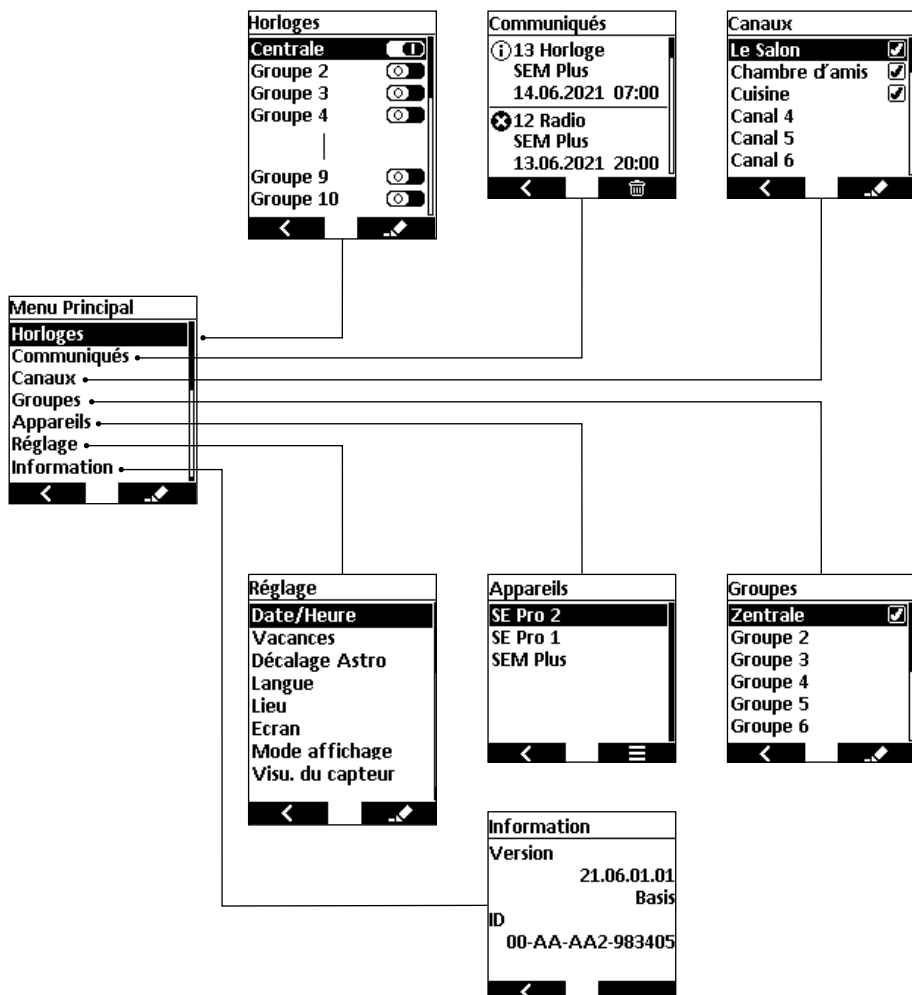 Horloges
Centrale
Groupe 2
Groupe 3
Groupe 4
Groupe 9
Groupe 10
Communiqués
13 Horloge
SEM Plus
14.06.2021 07:00
12 Radio
SEM Plus
13.06.2021 20:00
Canaux
Le Salon
Chambre d'amis
Cuisine
Canal 4
Canal 5
Canal 6
Menu Principal
Horloges
Communiqués
Canaux
Groupes
Appareils
Réglage
Information
Réglage
Date/Heure
Vacances
Décalage Astro
Langue
Lieu
Ecran
Mode affichage
Visu. du capteur
Appareils
SE Pro 2
SE Pro 1
SEM Plus
Groupes
Zentrale
Groupe 2
Groupe 3
Groupe 4
Groupe 5
Groupe 6
Information
Version
21.06.01.01
Basis
ID
00-AA-AA2-983405